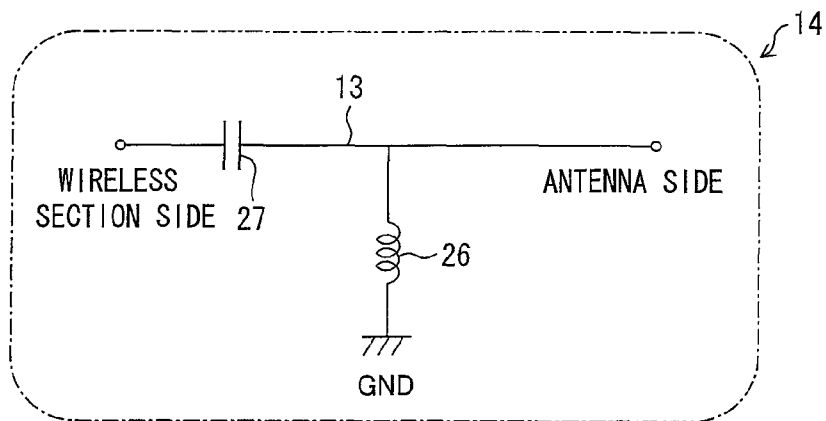 14
13
WIRELESS
SECTION SIDE
27
ANTENNA SIDE
26
GND